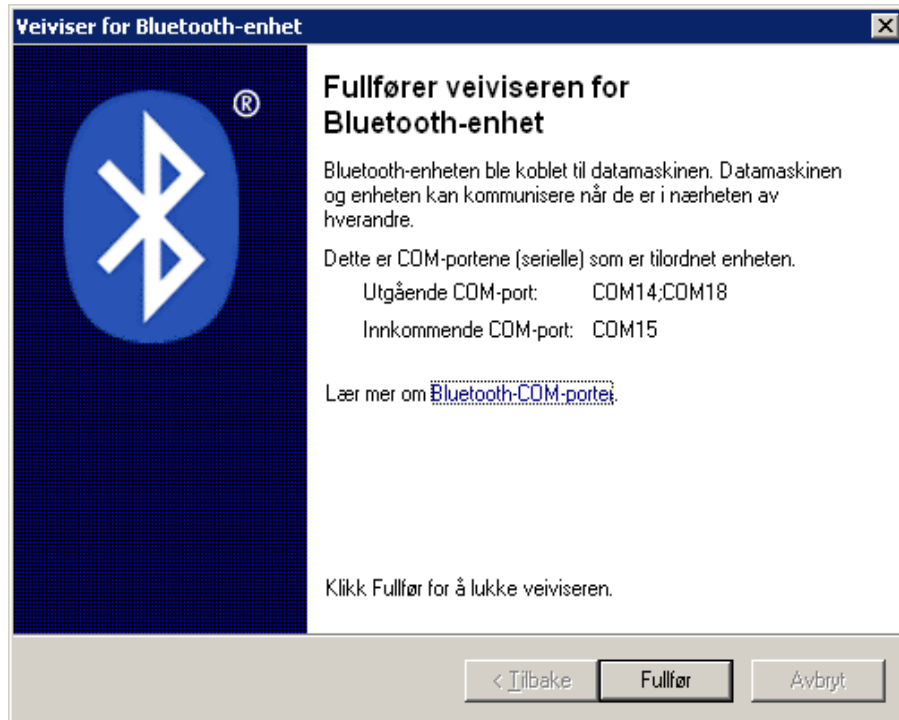 Veiviser for Bluetooth-enhet
®
Fullfører veiviseren for
Bluetooth-enhet
Bluetooth-enheten ble koblet til datamaskinen. Datamaskinen
og enheten kan kommunisere når de er i nærheten av
hverandre.
Dette er COM-portene (serielle) som er tilordnet enheten.
Utgående COM-port: COM14;COM18
Innkommende COM-port: COM15
Lær mer om Bluetooth-COM-porter.
Klikk Fullfør for å lukke veiviseren.
< Tilbake Fullfør Avbryt